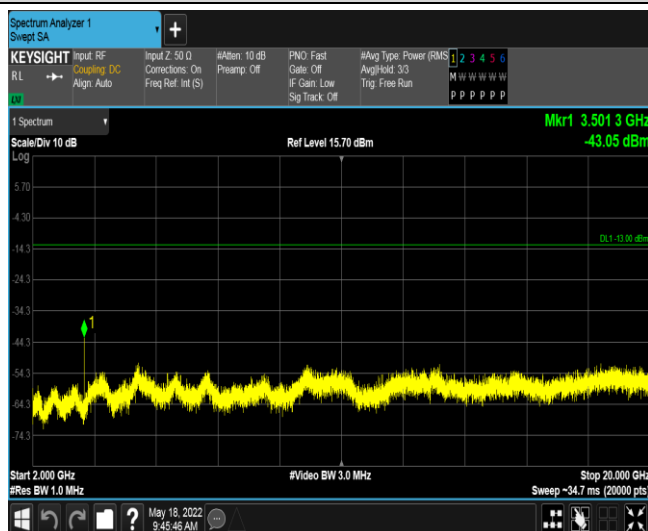 Spectrum Analyzer 1
Swept SA
+
KEYSIGHT
RL
LXI
Input: RF
Coupling: DC
Align: Auto
Input Z: 50 Ω
Corrections: On
Freq Ref: Int (S)
#Atten: 10 dB
Preamp: Off
PNO: Fast
Gate: Off
IF Gain: Low
Sig Track: Off
#Avg Type: Power (RMS
Avg|Hold: 3/3
Trig: Free Run
1 2 3 4 5 6
M W W W W W
P P P P P P
1 Spectrum
Mkr1 3.501 3 GHz
Scale/Div 10 dB
Ref Level 15.70 dBm
-43.05 dBm
Log
5.70
-4.30
DL1 -13.00 dBm
-14.3
-24.3
-34.3
1
-44.3
-54.3
-64.3
-74.3
Start 2.000 GHz
#Video BW 3.0 MHz
Stop 20.000 GHz
#Res BW 1.0 MHz
Sweep ~34.7 ms (20000 pts)
?
May 18, 2022
9:45:46 AM